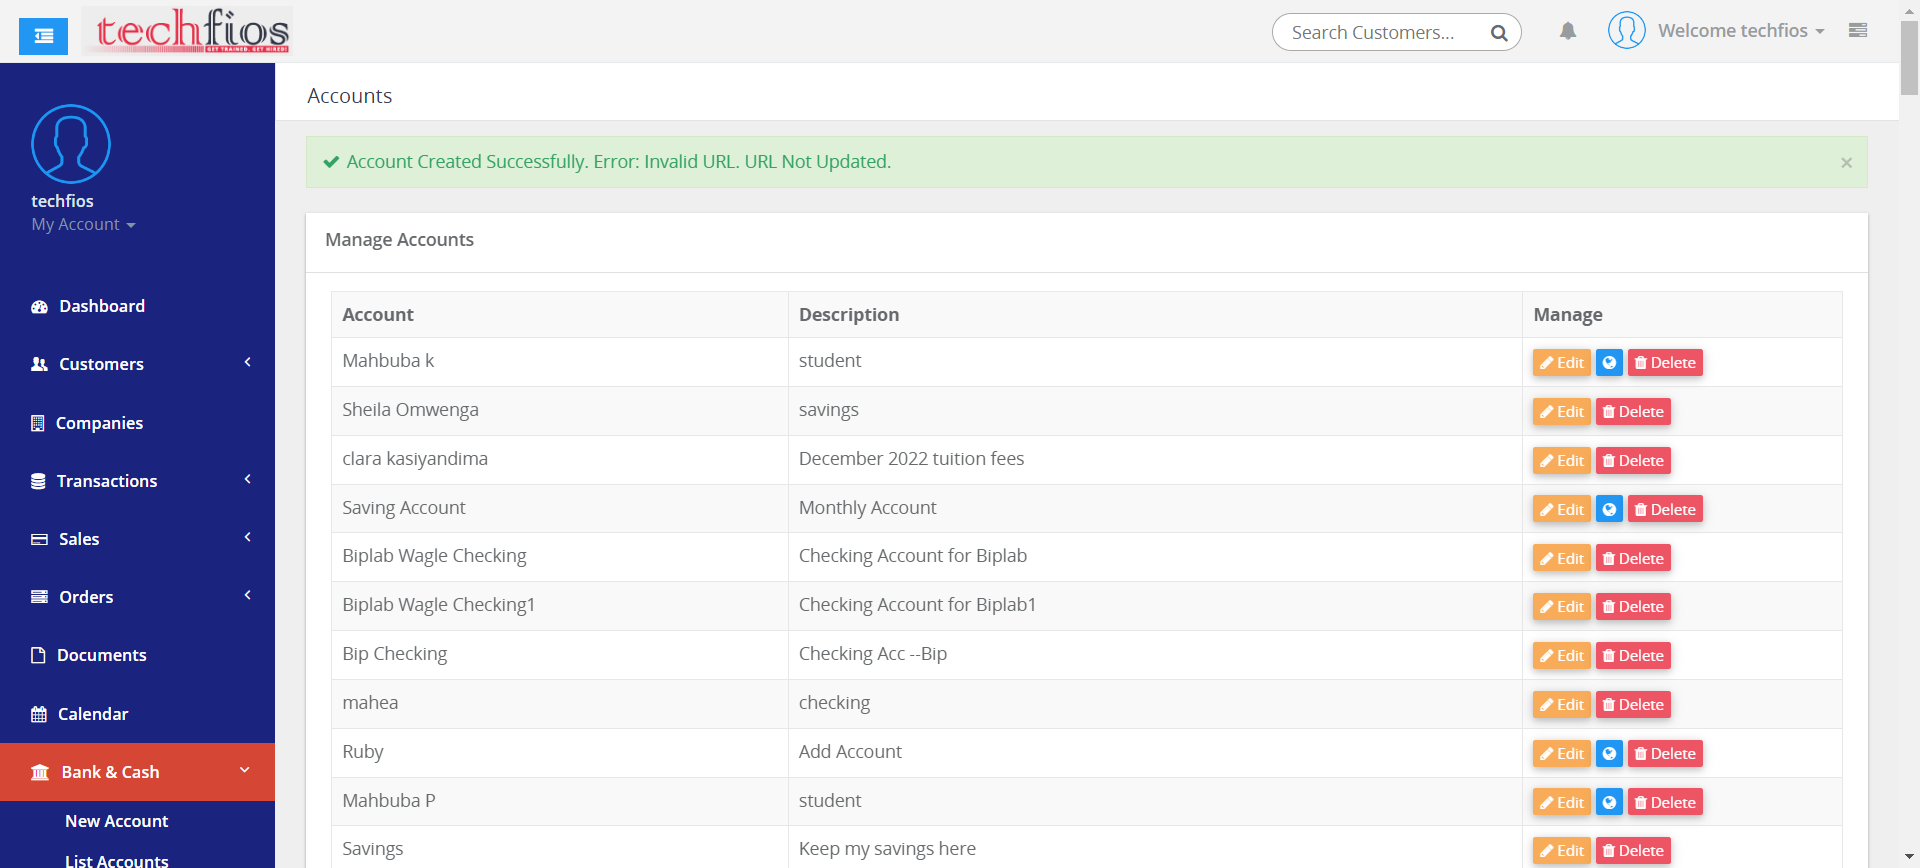 techfios
GET TRAINED. GET HIRED!
Search Customers...
Welcome techfios
techfios
My Account
Dashboard
Customers
Companies
Transactions
Sales
Orders
Documents
Calendar
Bank & Cash
New Account
List Accounts
Accounts
Account Created Successfully. Error: Invalid URL. URL Not Updated.
×
Manage Accounts
Account Description Manage
Mahbuba k student Edit Delete
Sheila Omwenga savings Edit Delete
clara kasiyandima December 2022 tuition fees Edit Delete
Saving Account Monthly Account Edit Delete
Biplab Wagle Checking Checking Account for Biplab Edit Delete
Biplab Wagle Checking1 Checking Account for Biplab1 Edit Delete
Bip Checking Checking Acc --Bip Edit Delete
mahea checking Edit Delete
Ruby Add Account Edit Delete
Mahbuba P student Edit Delete
Savings Keep my savings here Edit Delete